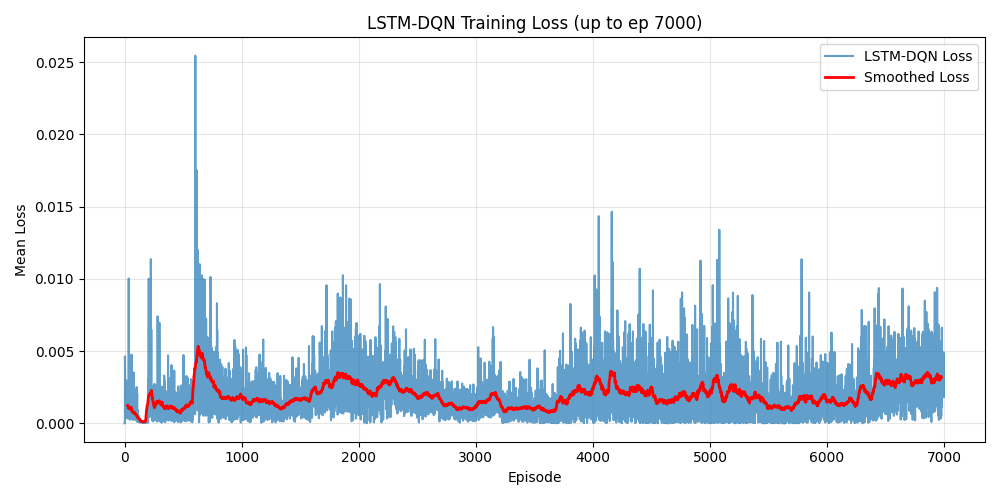 LSTM-DQN Training Loss (up to ep 7000)
LSTM-DQN Loss
Smoothed Loss
Mean Loss
0.025
0.020
0.015
0.010
0.005
0.000
0 1000 2000 3000 4000 5000 6000 7000
Episode